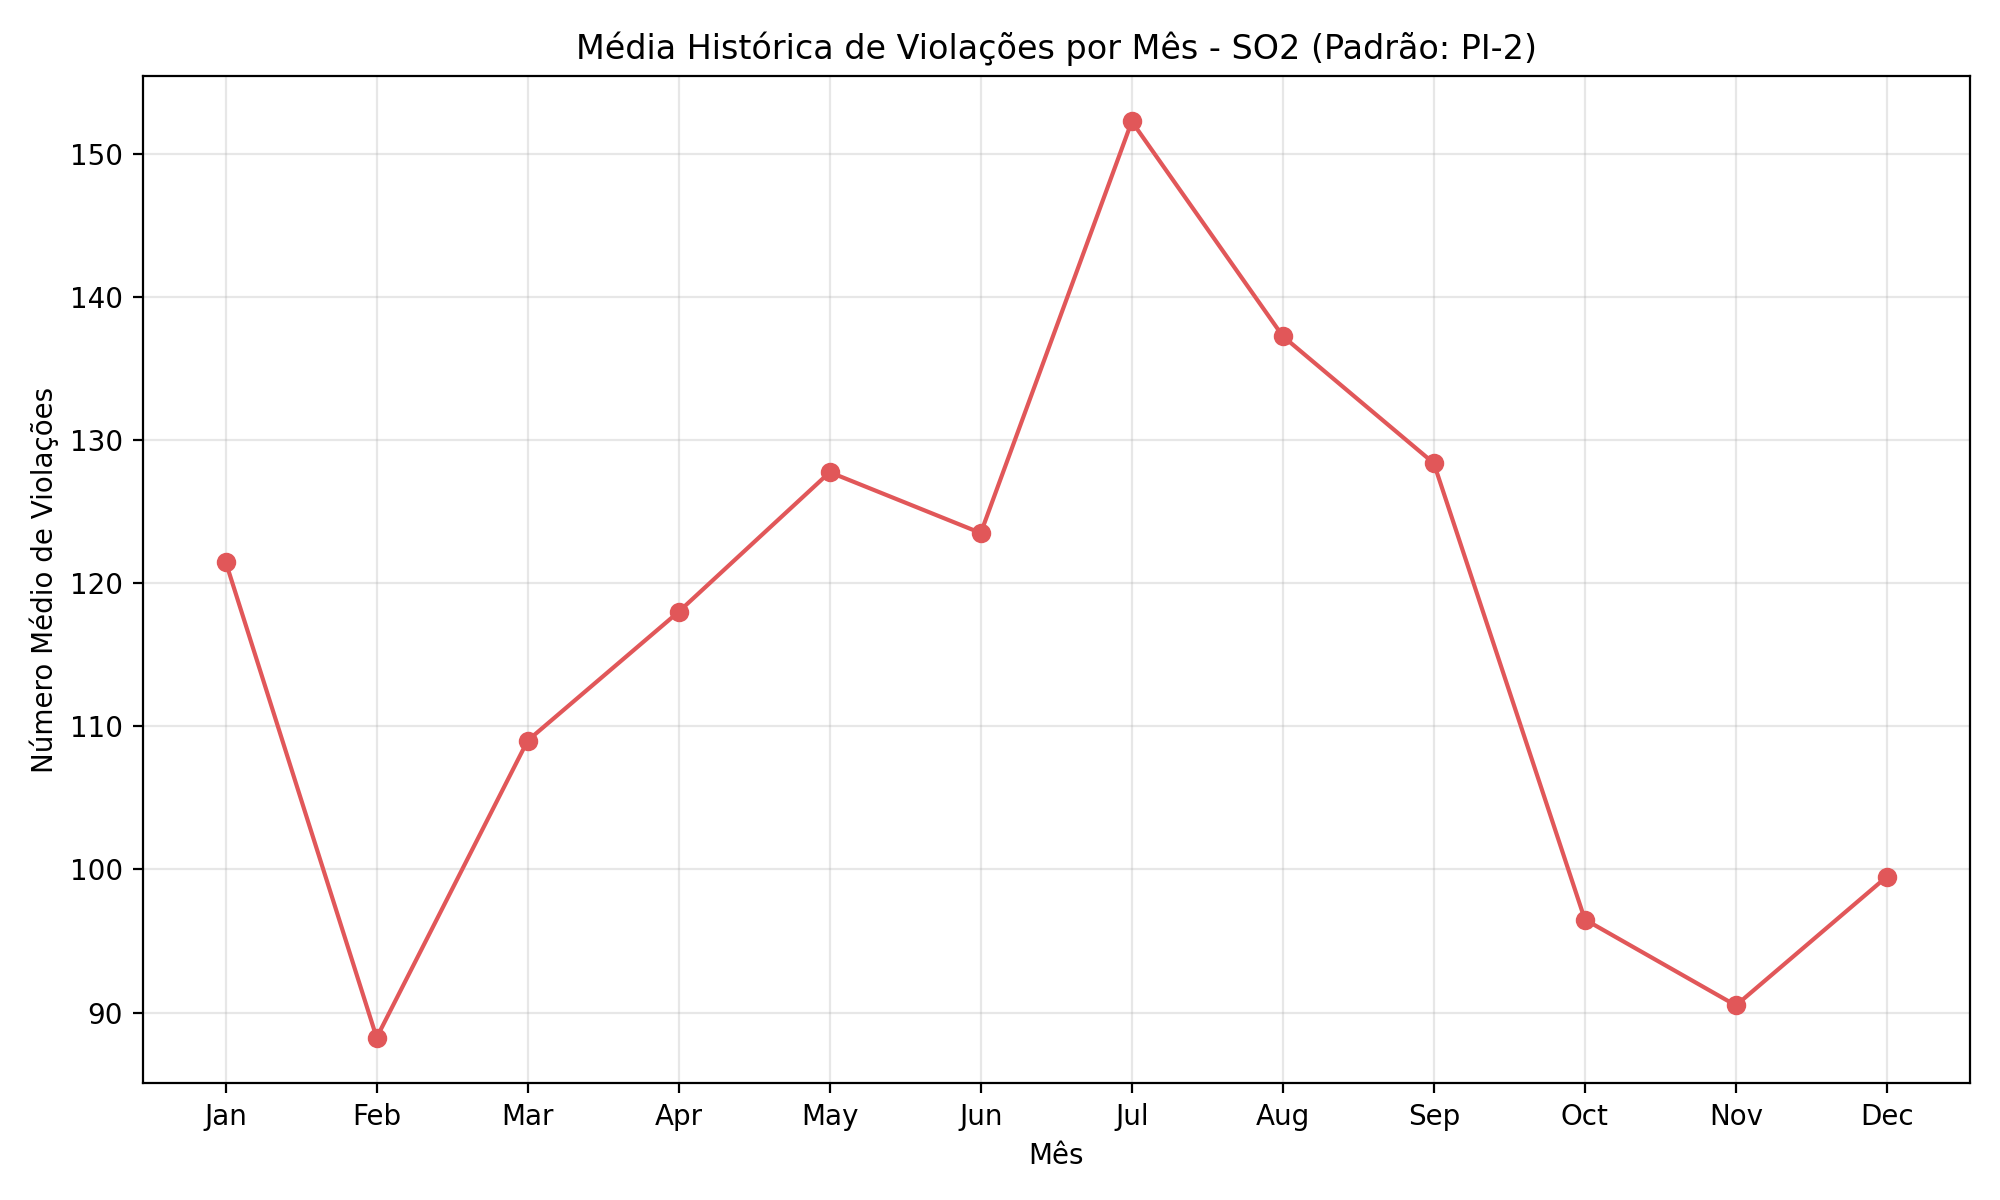 Média Histórica de Violações por Mês - SO2 (Padrão: PI-2)
Número Médio de Violações
150
140
130
120
110
100
90
Jan Feb Mar Apr May Jun Jul Aug Sep Oct Nov Dec
Mês